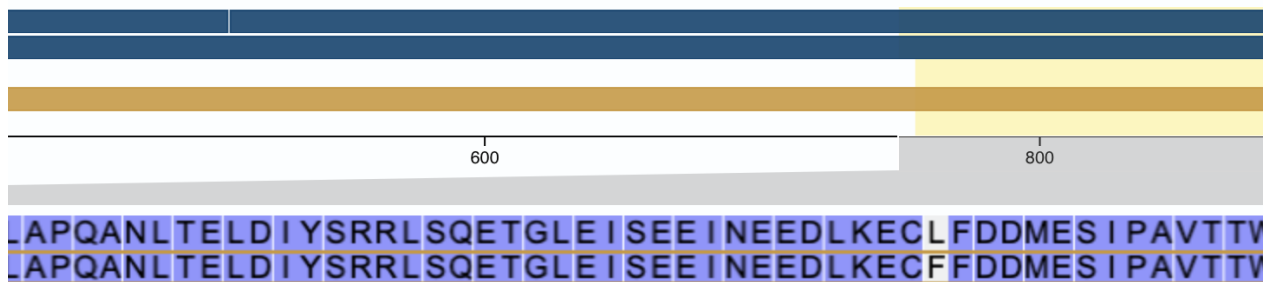 600 800
LAPQANLTELDIYSRRLSQETGLEISEEINEEDLKECLFDDMESIPAVTTW
LAPQANLTELDIYSRRLSQETGLEISEEINEEDLKECFFDDMESIPAVTTW